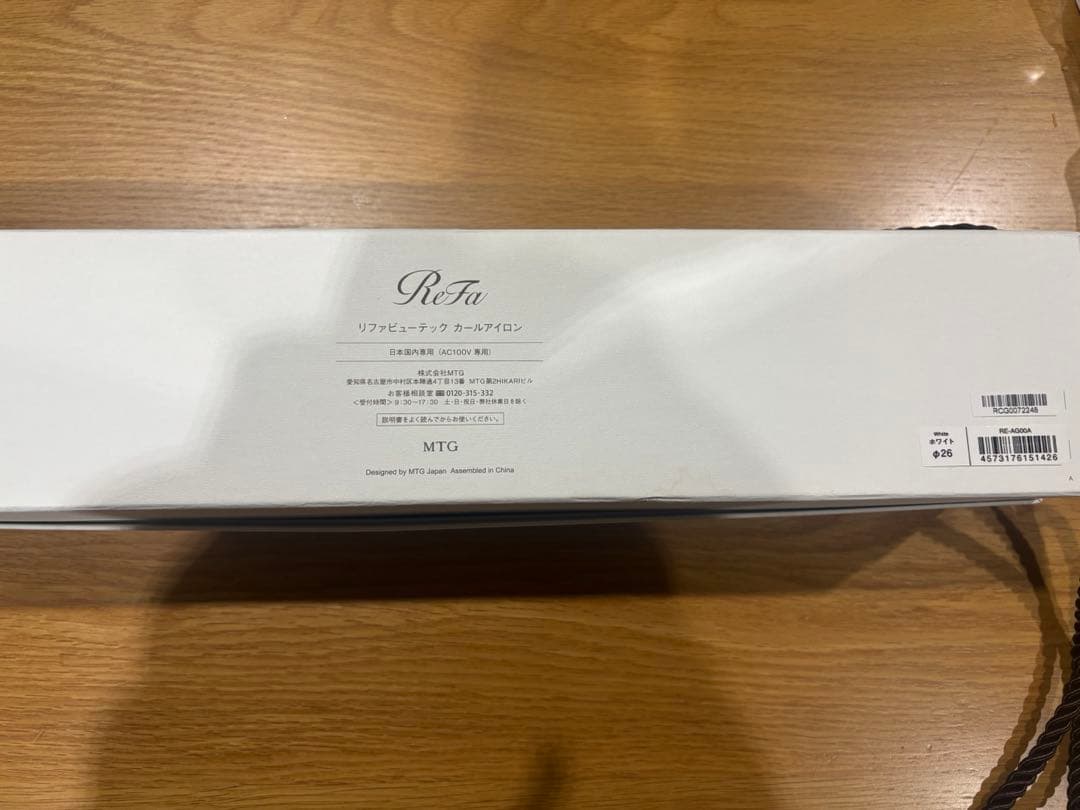 ReFa
リファビューテック カールアイロン
日本国内専用（AC100V 専用）
株式会社MTG
愛知県名古屋市中村区本陣通4丁目13番 MTG第2HIKARIビル
お客様相談室 0120-315-332
＜受付時間＞9:30～17:30 土・日・祝日・弊社休業日を除く
説明書をよく読んでからお使いください。
MTG
Designed by MTG Japan Assembled in China
RCG0072248
White
ホワイト
φ26
RE-AG00A
4573176151426
A